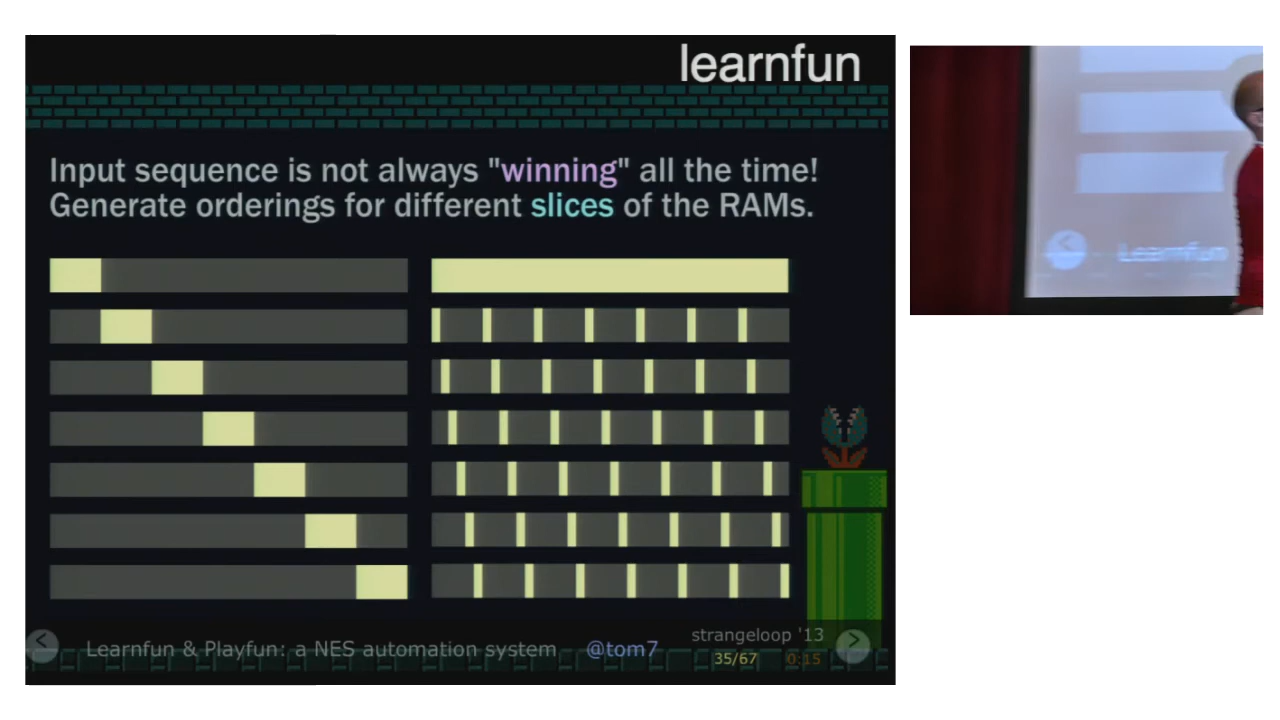 learnfun
Input sequence is not always "winning" all the time!
Generate orderings for different slices of the RAMs.
Learnfun & Playfun: a NES automation system @tom7
strangeloop '13
35/67 0:15
Learnfun